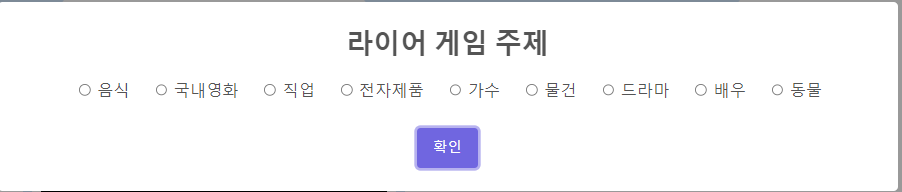 라이어 게임 주제
음식 국내영화 직업 전자제품 가수 물건 드라마 배우 동물
확인